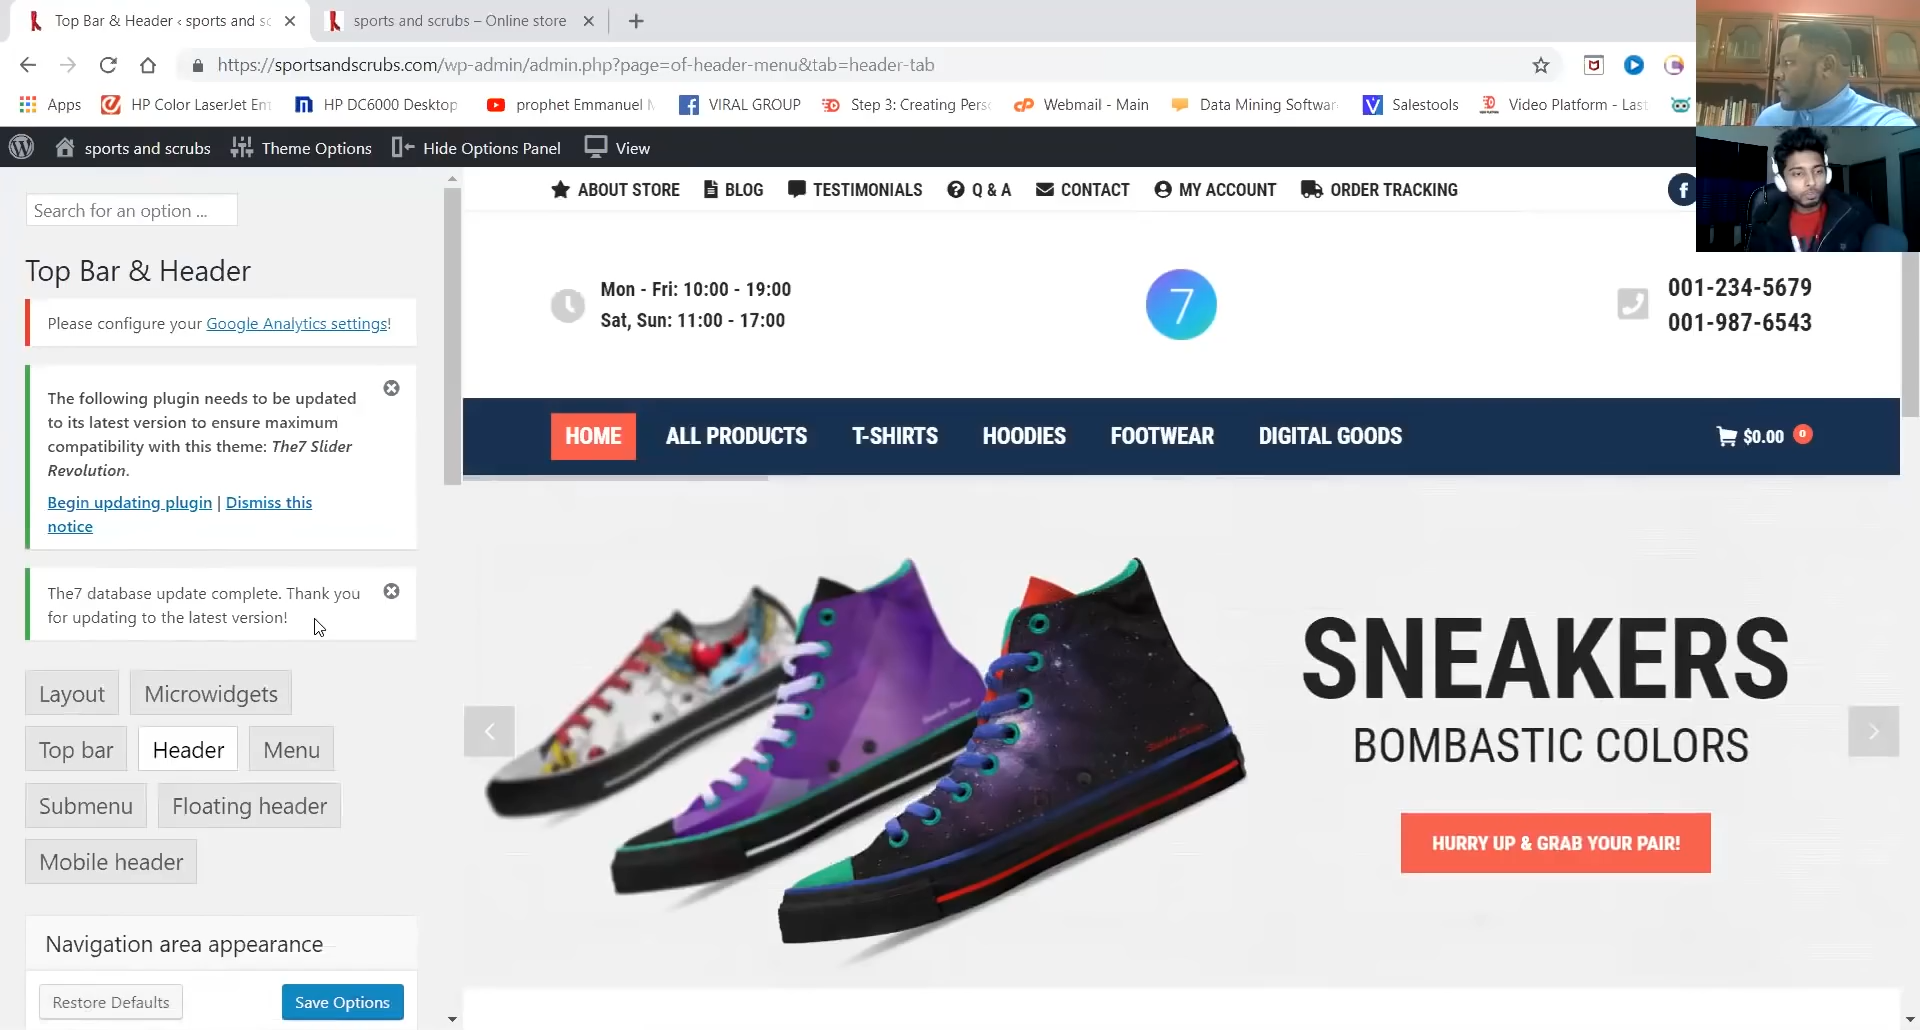 Top Bar & Header ‹ sports and sc
sports and scrubs – Online store
https://sportsandscrubs.com/wp-admin/admin.php?page=of-header-menu&tab=header-tab
Apps
HP Color LaserJet Ent
HP DC6000 Desktop
prophet Emmanuel M
VIRAL GROUP
Step 3: Creating Pers
Webmail - Main
Data Mining Softwar
Salestools
Video Platform - Last
sports and scrubs
Theme Options
Hide Options Panel
View
Search for an option ...
Top Bar & Header
Please configure your Google Analytics settings!
The following plugin needs to be updated
to its latest version to ensure maximum
compatibility with this theme: The7 Slider
Revolution.
Begin updating plugin | Dismiss this
notice
The7 database update complete. Thank you
for updating to the latest version!
Layout
Microwidgets
Top bar
Header
Menu
Submenu
Floating header
Mobile header
Navigation area appearance
Restore Defaults
Save Options
ABOUT STORE
BLOG
TESTIMONIALS
Q & A
CONTACT
MY ACCOUNT
ORDER TRACKING
Mon - Fri: 10:00 - 19:00
Sat, Sun: 11:00 - 17:00
7
001-234-5679
001-987-6543
HOME
ALL PRODUCTS
T-SHIRTS
HOODIES
FOOTWEAR
DIGITAL GOODS
$0.00
0
SNEAKERS
BOMBASTIC COLORS
HURRY UP & GRAB YOUR PAIR!